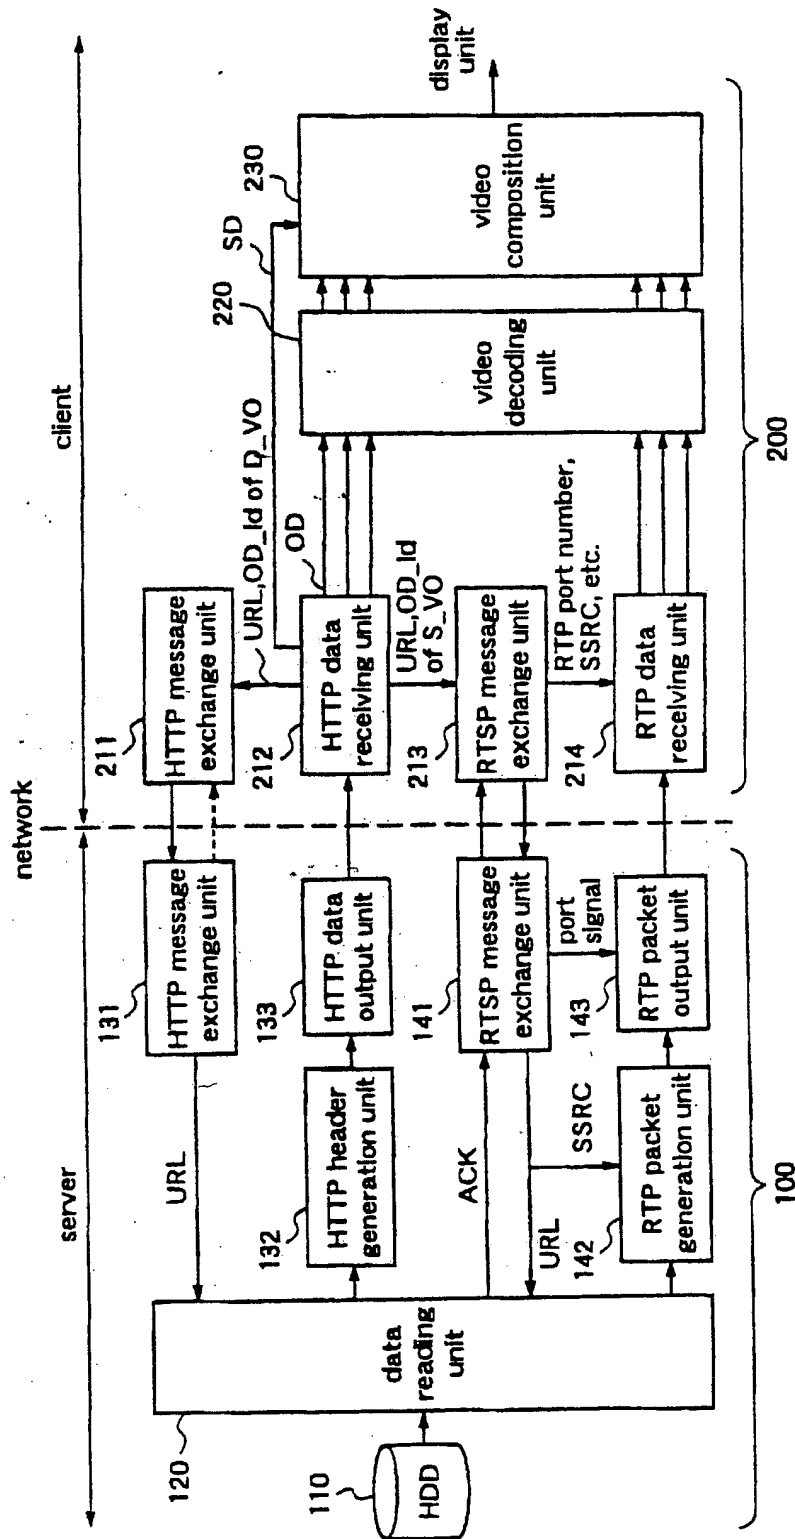 network
server
client
HDD
110
120
data
reading
unit
URL
131
HTTP message
exchange unit
211
HTTP message
exchange unit
URL,OD_Id of D_VO
132
HTTP header
generation unit
133
HTTP data
output unit
212
HTTP data
receiving unit
OD
SD
URL,OD_Id
of S_VO
ACK
URL
SSRC
141
RTSP message
exchange unit
213
RTSP message
exchange unit
port
signal
RTP port number,
SSRC, etc.
142
RTP packet
generation unit
143
RTP packet
output unit
214
RTP data
receiving unit
220
video
decoding
unit
230
video
composition
unit
display
unit
100
200